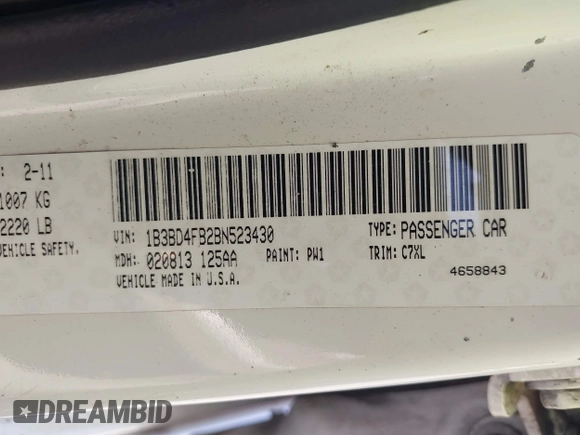 : 2-11
1007 KG
2220 LB
VEHICLE SAFETY.
VIN: 1B3BD4FB2BN523430
TYPE: PASSENGER CAR
MDH: 020813 125AA
PAINT: PW1
TRIM: C7XL
VEHICLE MADE IN U.S.A.
4658843
DREAMBID